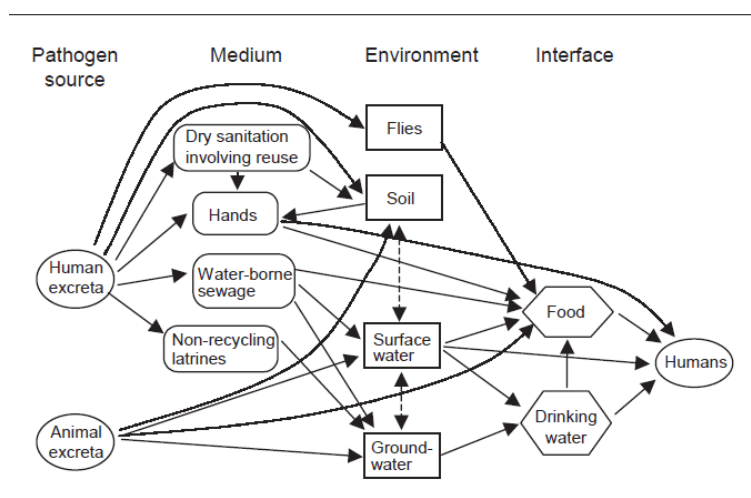 Pathogen
source
Medium
Environment
Interface
Flies
Dry sanitation
involving reuse
Soil
Hands
Human
excreta
Water-borne
sewage
Food
Non-recycling
latrines
Surface
water
Humans
Animal
excreta
Drinking
water
Ground-
water